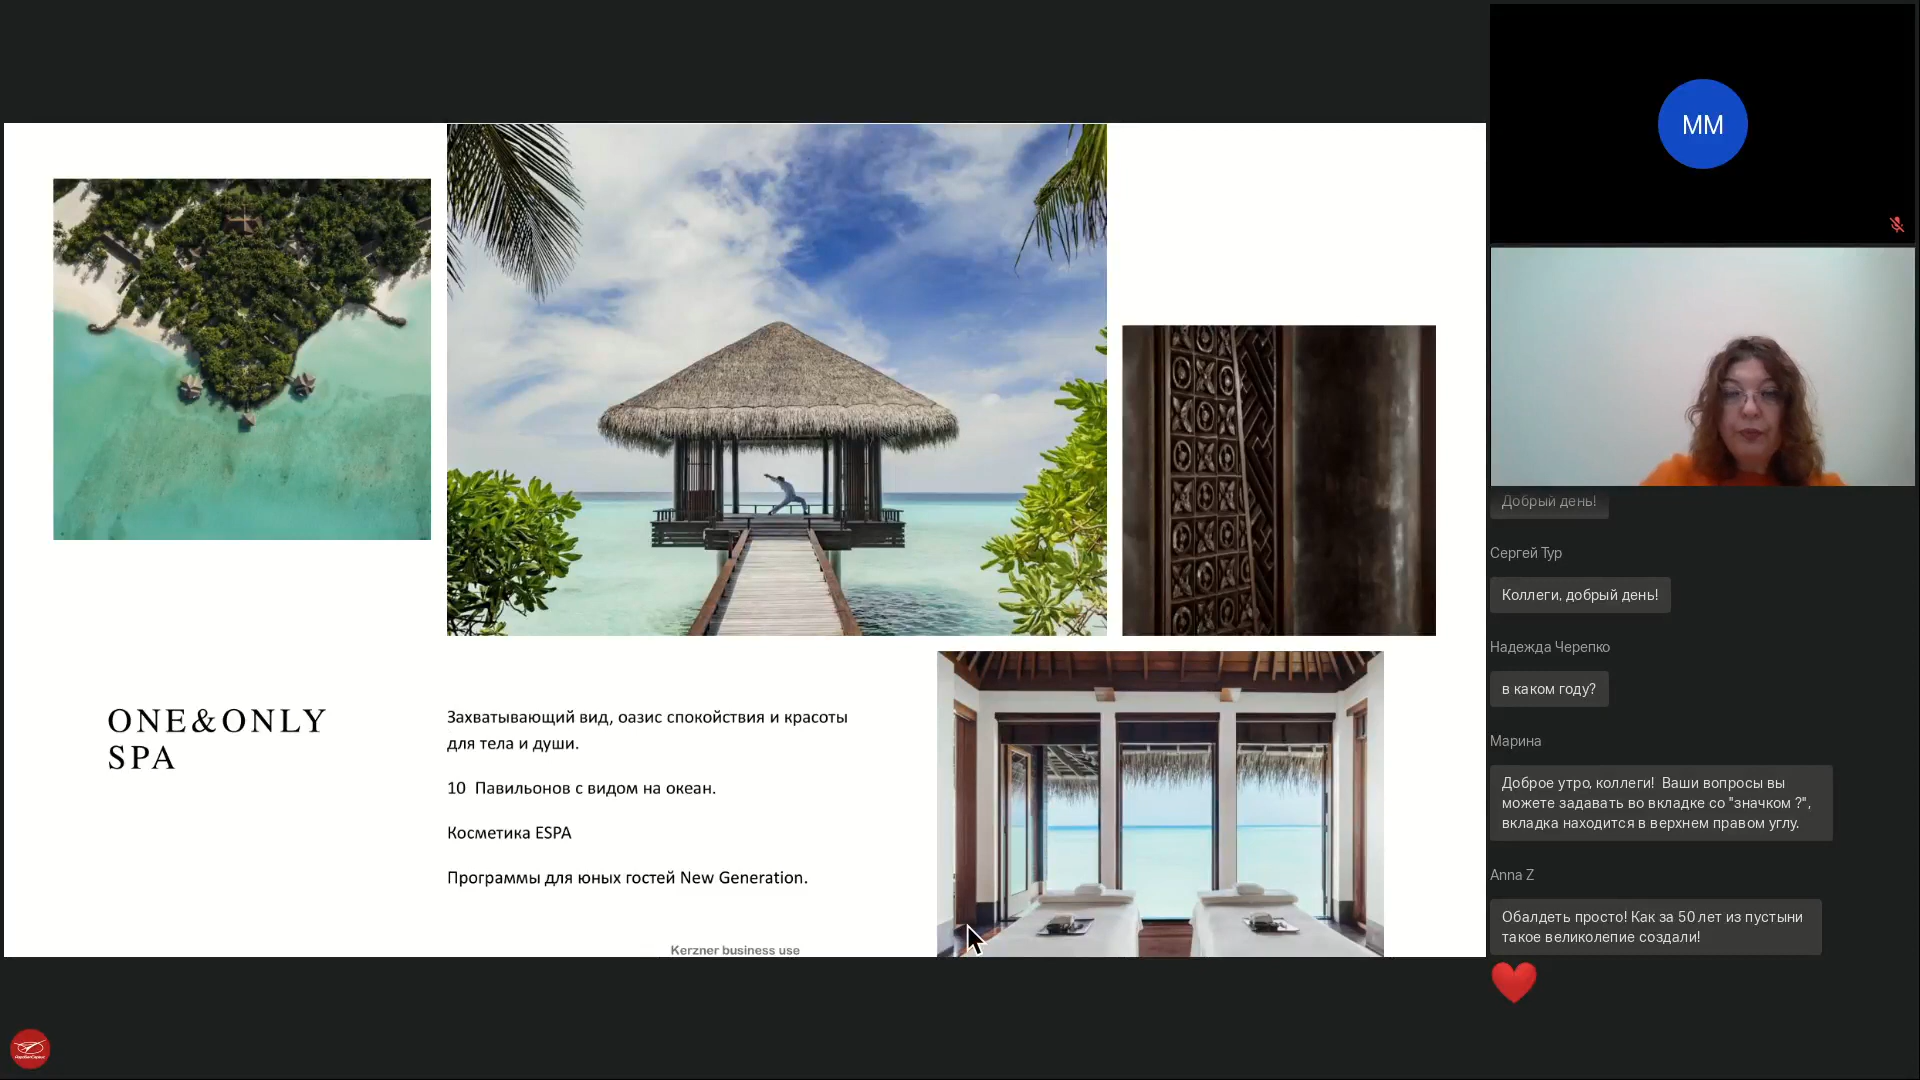 ONE&ONLY
SPA
Захватывающий вид, оазис спокойствия и красоты
для тела и души.
10 Павильонов с видом на океан.
Косметика ESPA
Программы для юных гостей New Generation.
Kerzner business use
MM
Добрый день!
Сергей Тур
Коллеги, добрый день!
Надежда Черепко
в каком году?
Марина
Доброе утро, коллеги! Ваши вопросы вы
можете задавать во вкладке со "значком ?",
вкладка находится в верхнем правом углу.
Anna Z
Обалдеть просто! Как за 50 лет из пустыни
такое великолепие создали!